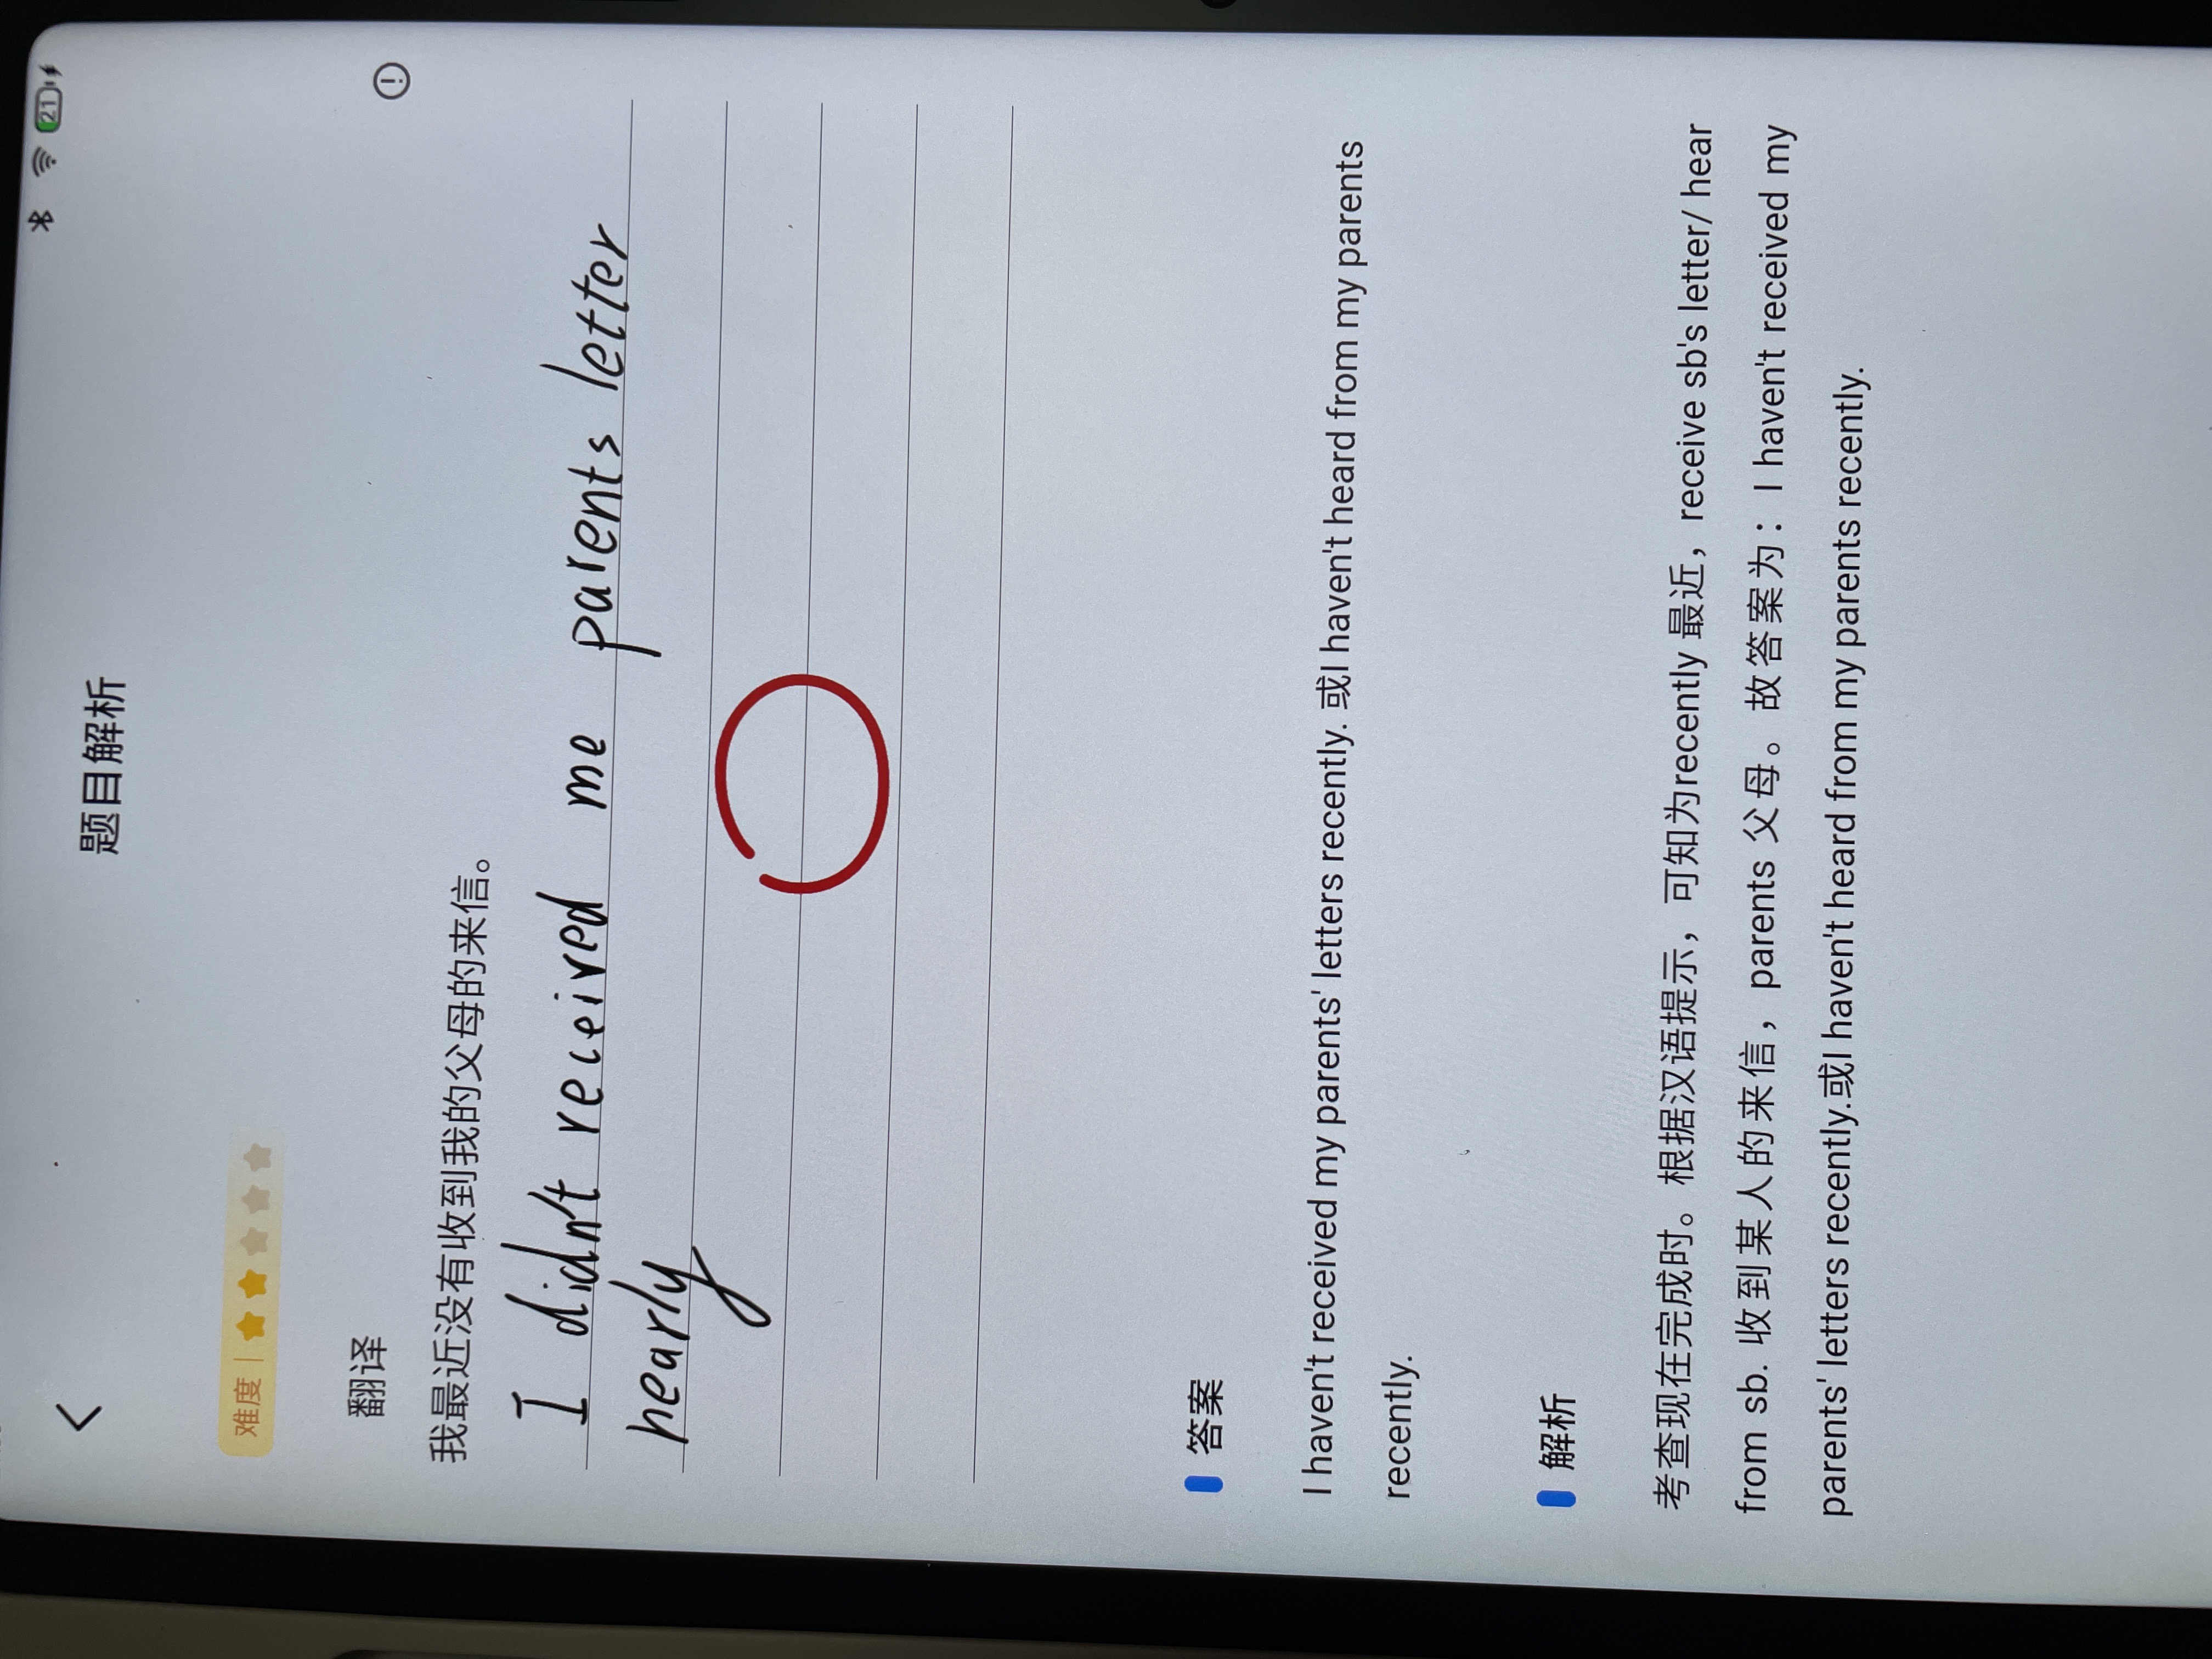 21
题目解析
难度
翻译
我最近没有收到我的父母的来信。
I didn't received me parents letter
nearly
答案
I haven't received my parents' letters recently. 或I haven't heard from my parents
recently.
解析
考查现在完成时。根据汉语提示，可知为recently 最近，receive sb's letter/ hear
from sb. 收到某人的来信，parents 父母。故答案为：I haven't received my
parents' letters recently.或I haven't heard from my parents recently.